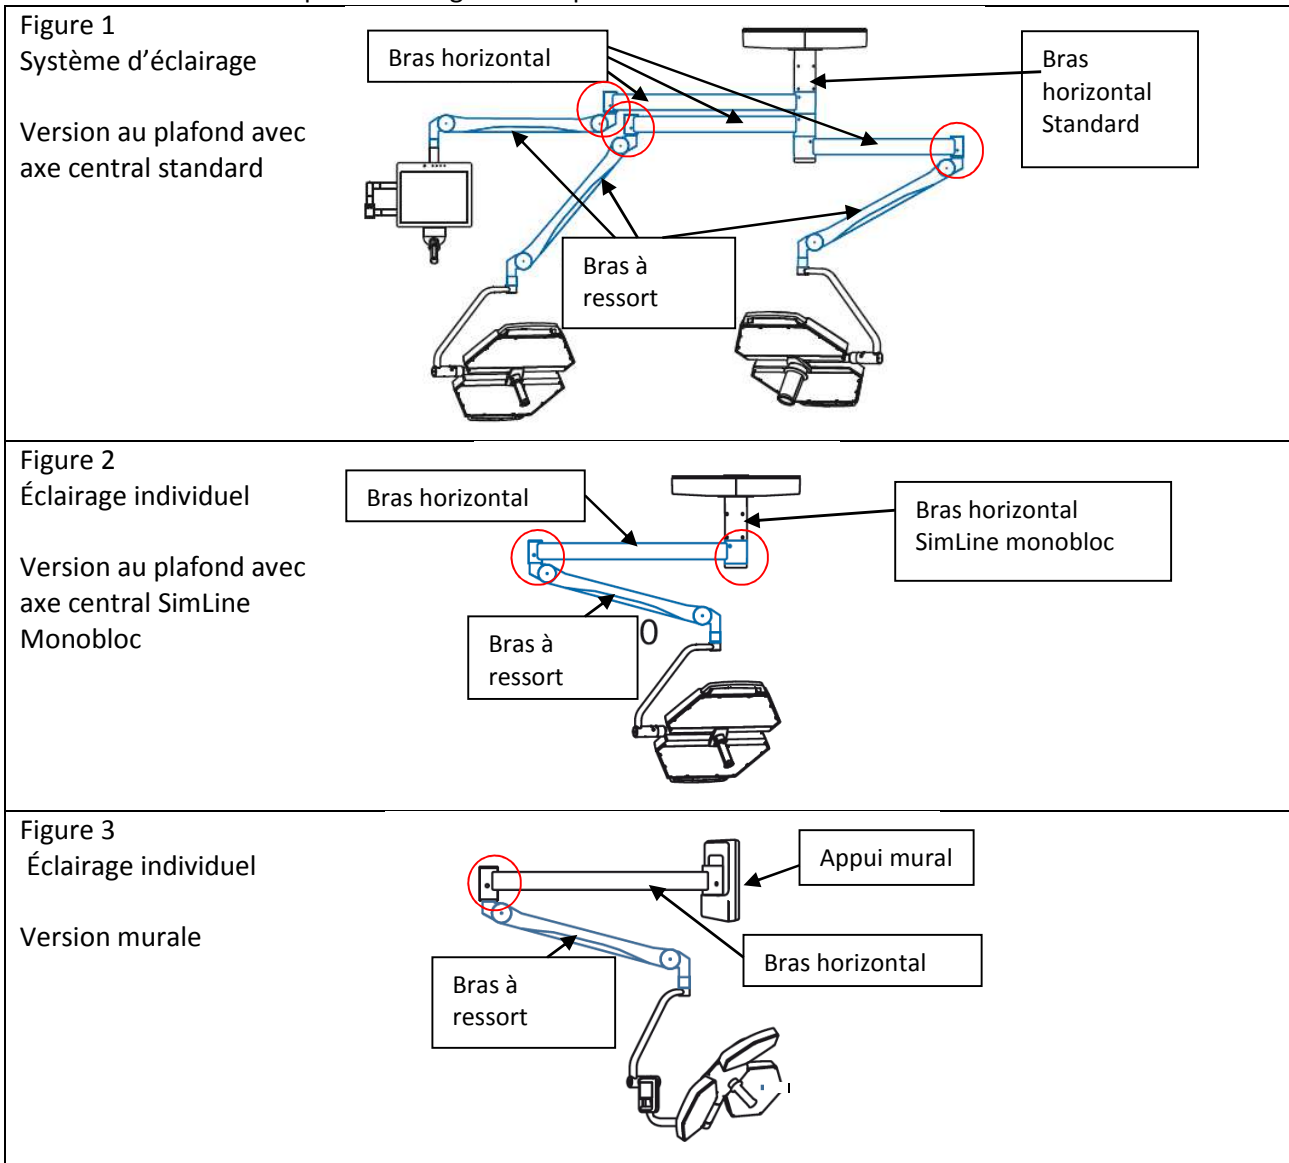 Figure 1
Système d’éclairage
Version au plafond avec
axe central standard
Bras horizontal
Bras
horizontal
Standard
Bras à
ressort
Figure 2
Éclairage individuel
Version au plafond avec
axe central SimLine
Monobloc
Bras horizontal
Bras horizontal
SimLine monobloc
Bras à
ressort
Figure 3
Éclairage individuel
Version murale
Appui mural
Bras horizontal
Bras à
ressort